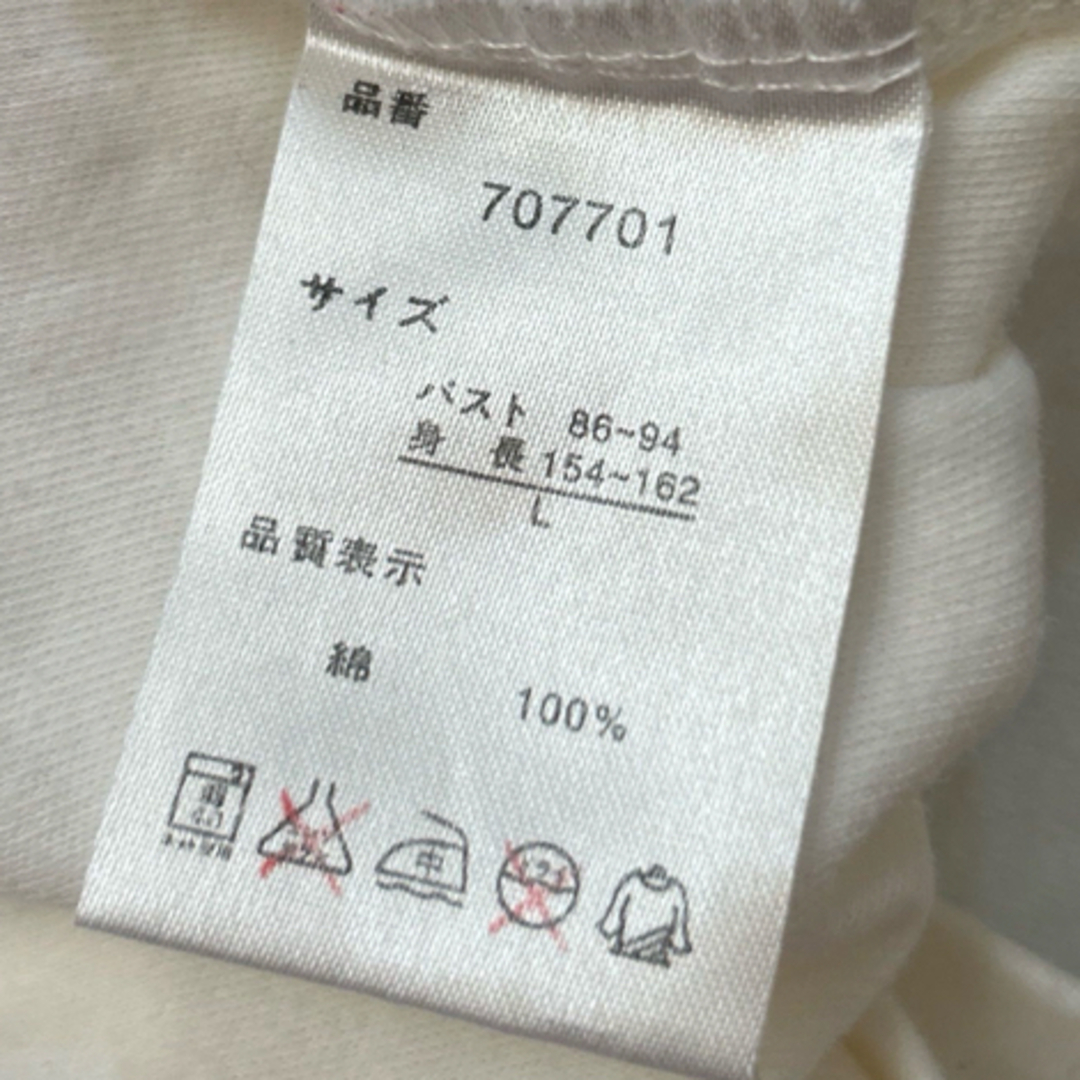 品番
707701
サイズ
バスト 86~94
身 長 154~162
L
品質表示
綿 100%
中